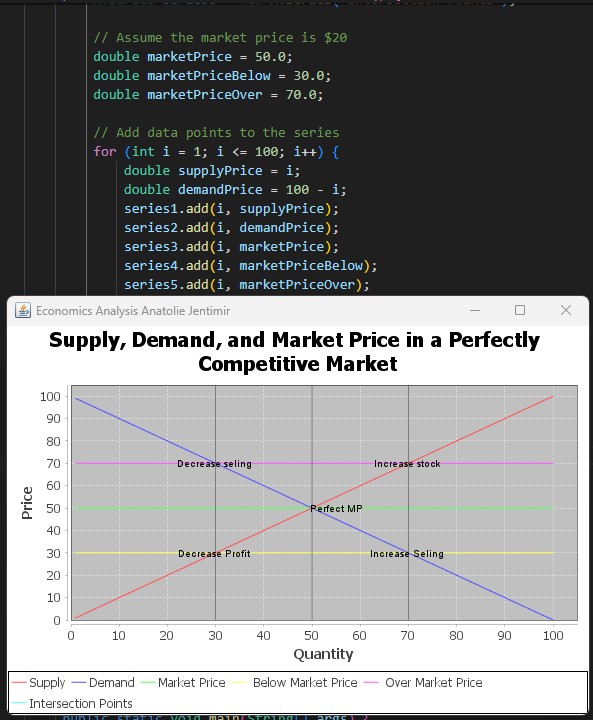 // Assume the market price is $20
double marketPrice = 50.0;
double marketPriceBelow = 30.0;
double marketPriceOver = 70.0;
// Add data points to the series
for (int i = 1; i <= 100; i++) {
double supplyPrice = i;
double demandPrice = 100 - i;
series1.add(i, supplyPrice);
series2.add(i, demandPrice);
series3.add(i, marketPrice);
series4.add(i, marketPriceBelow);
series5.add(i, marketPriceOver);
Economics Analysis Anatolie Jentimir
Supply, Demand, and Market Price in a Perfectly
Competitive Market
100
90
80
70
Decrease seling
Increase stock
60
50
Perfect MP
40
30
Decrease Profit
Increase Seling
20
10
0
Price
0 10 20 30 40 50 60 70 80 90 100
Quantity
Supply Demand Market Price Below Market Price Over Market Price
Intersection Points
public static void main(String[] args) {